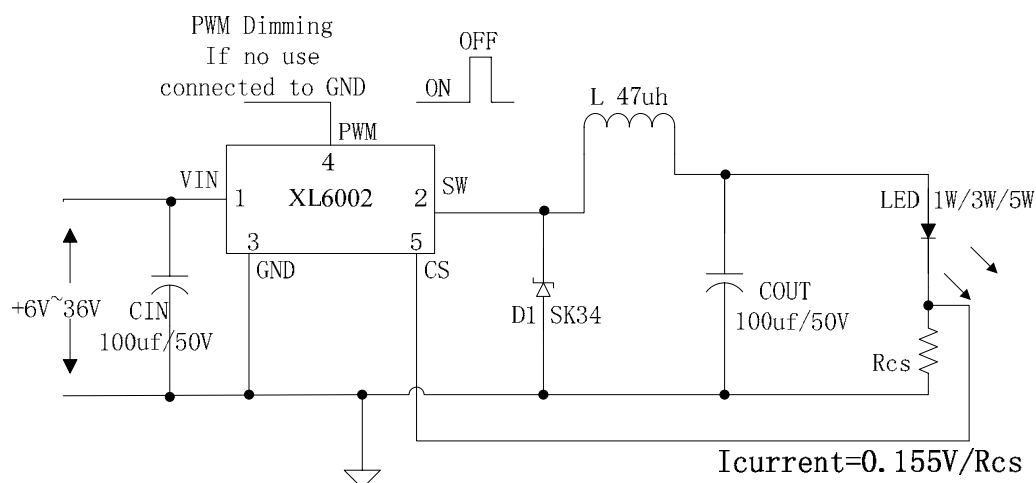 PWM Dimming
If no use
connected to GND
OFF
ON
L 47uh
PWM
4
VIN
1
XL6002
2
SW
3
5
GND
CS
LED 1W/3W/5W
+6V~36V
CIN
100uf/50V
D1 SK34
COUT
100uf/50V
Rcs
Icurrent=0.155V/Rcs